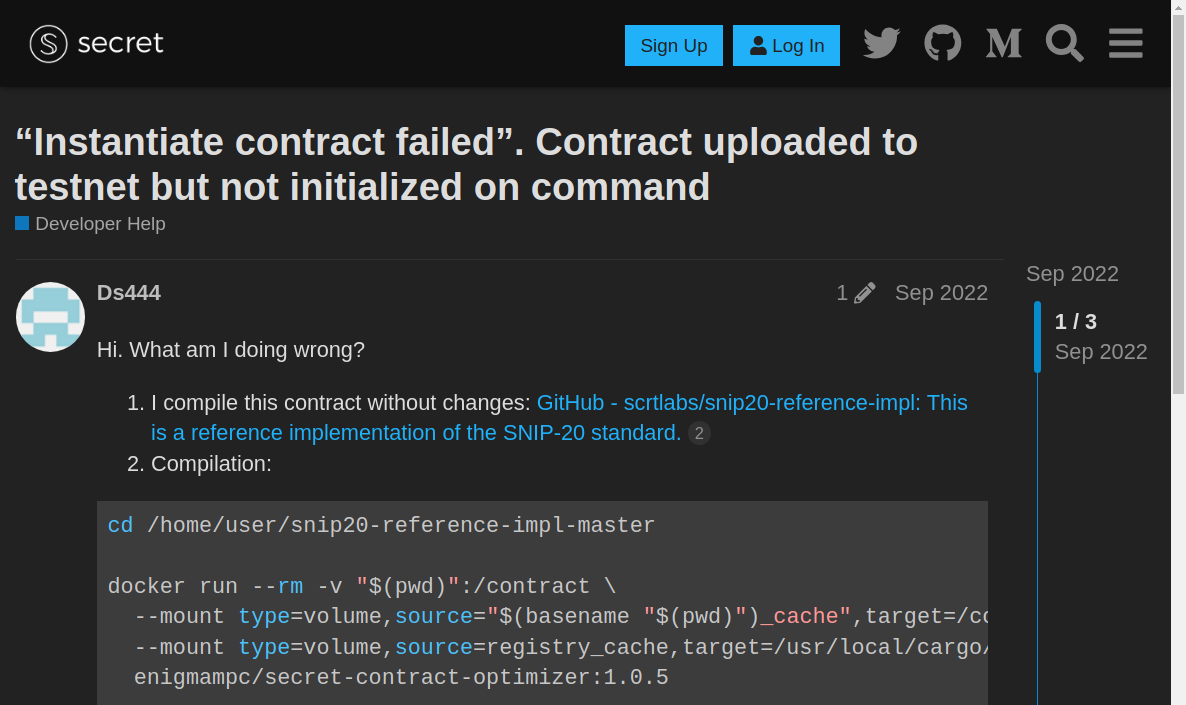 secret
Sign Up
Log In
“Instantiate contract failed”. Contract uploaded to
testnet but not initialized on command
Developer Help
Ds444
1
Sep 2022
Sep 2022
1 / 3
Sep 2022
Hi. What am I doing wrong?
1. I compile this contract without changes: GitHub - scrtlabs/snip20-reference-impl: This
is a reference implementation of the SNIP-20 standard. 2
2. Compilation:
cd /home/user/snip20-reference-impl-master
docker run --rm -v "$(pwd)":/contract \
--mount type=volume,source="$(basename "$(pwd)")_cache",target=/co
--mount type=volume,source=registry_cache,target=/usr/local/cargo/
enigmampc/secret-contract-optimizer:1.0.5